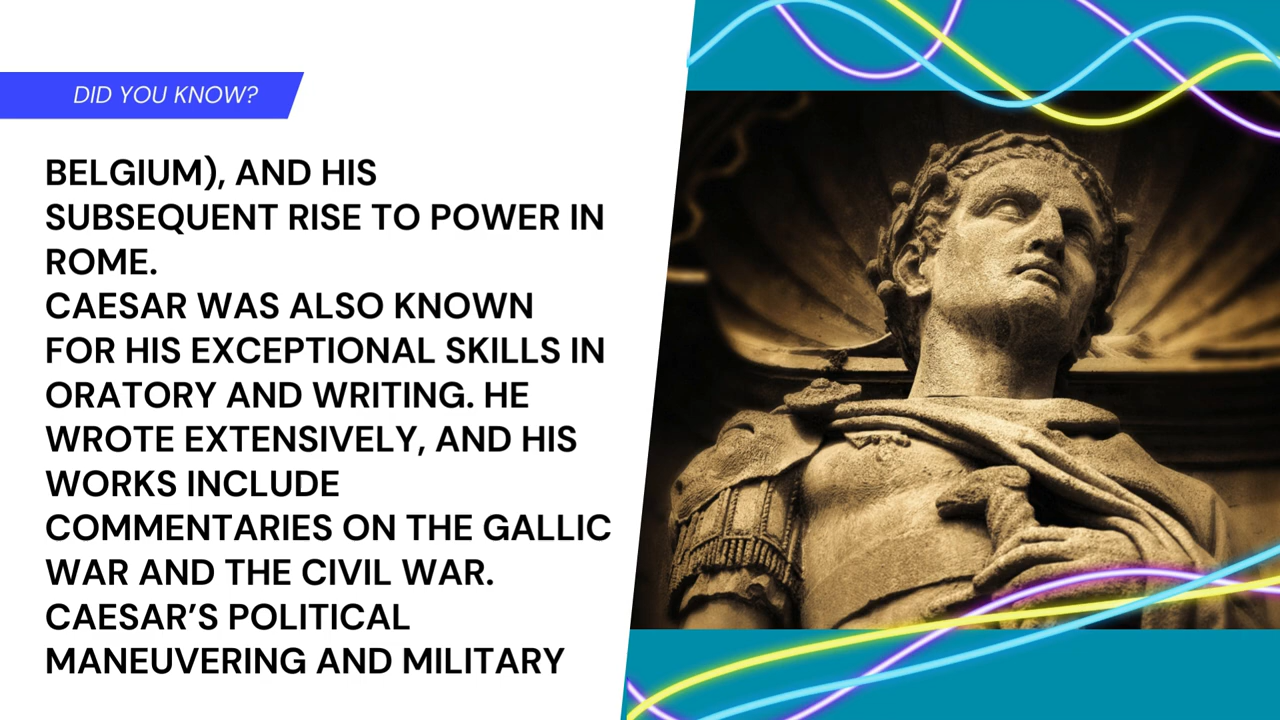 DID YOU KNOW?
BELGIUM), AND HIS
SUBSEQUENT RISE TO POWER IN
ROME.
CAESAR WAS ALSO KNOWN
FOR HIS EXCEPTIONAL SKILLS IN
ORATORY AND WRITING. HE
WROTE EXTENSIVELY, AND HIS
WORKS INCLUDE
COMMENTARIES ON THE GALLIC
WAR AND THE CIVIL WAR.
CAESAR’S POLITICAL
MANEUVERING AND MILITARY